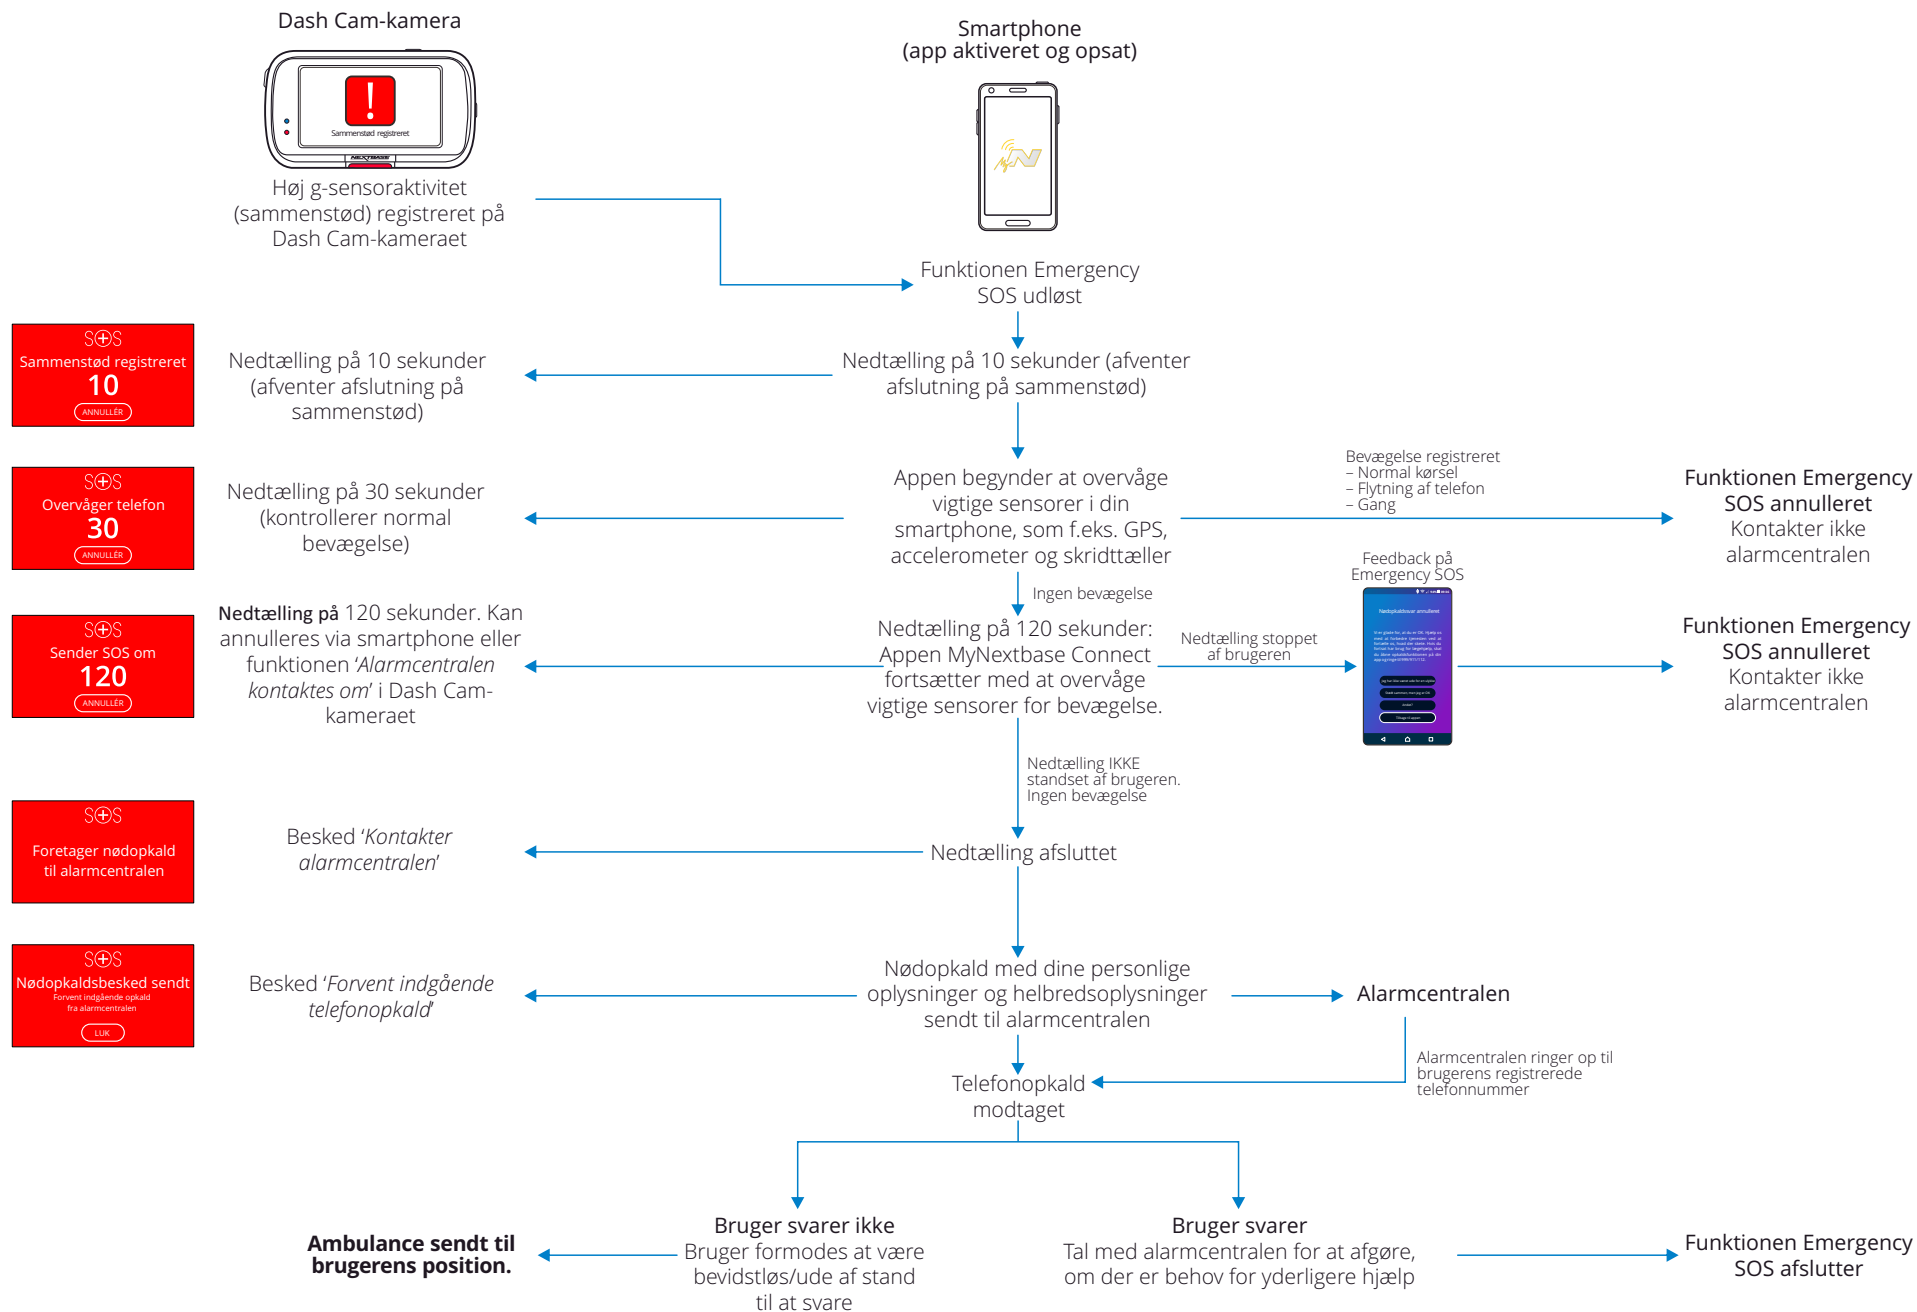 Dash Cam-kamera
Smartphone
(app aktiveret og opsat)
!
Sammenstød registreret
NEXTBASE
Høj g-sensoraktivitet
(sammenstød) registreret på
Dash Cam-kameraet
Funktionen Emergency
SOS udløst
SOS
Sammenstød registreret
10
ANNULLÉR
Nedtælling på 10 sekunder
(afventer afslutning på
sammenstød)
Nedtælling på 10 sekunder (afventer
afslutning på sammenstød)
SOS
Overvåger telefon
30
ANNULLÉR
Nedtælling på 30 sekunder
(kontrollerer normal
bevægelse)
Appen begynder at overvåge
vigtige sensorer i din
smartphone, som f.eks. GPS,
accelerometer og skridttæller
Bevægelse registreret
– Normal kørsel
– Flytning af telefon
– Gang
Funktionen Emergency
SOS annulleret
Kontakter ikke
alarmcentralen
Ingen bevægelse
SOS
Sender SOS om
120
ANNULLÉR
Nedtælling på 120 sekunder. Kan
annulleres via smartphone eller
funktionen ‘Alarmcentralen
kontaktes om’ i Dash Cam-
kameraet
Nedtælling på 120 sekunder:
Appen MyNextbase Connect
fortsætter med at overvåge
vigtige sensorer for bevægelse.
Nedtælling stoppet
af brugeren
Feedback på
Emergency SOS
Nødopkaldssvar annulleret
Tilbage til appen
Funktionen Emergency
SOS annulleret
Kontakter ikke
alarmcentralen
Nedtælling IKKE
standset af brugeren.
Ingen bevægelse
SOS
Foretager nødopkald
til alarmcentralen
Besked ‘Kontakter
alarmcentralen’
Nedtælling afsluttet
SOS
Nødopkaldsbesked sendt
Forvent indgående opkald
fra alarmcentralen
LUK
Besked ‘Forvent indgående
telefonopkald’
Nødopkald med dine personlige
oplysninger og helbredsoplysninger
sendt til alarmcentralen
Alarmcentralen
Alarmcentralen ringer op til
brugerens registrerede
telefonnummer
Telefonopkald
modtaget
Ambulance sendt til
brugerens position.
Bruger svarer ikke
Bruger formodes at være
bevidstløs/ude af stand
til at svare
Bruger svarer
Tal med alarmcentralen for at afgøre,
om der er behov for yderligere hjælp
Funktionen Emergency
SOS afslutter